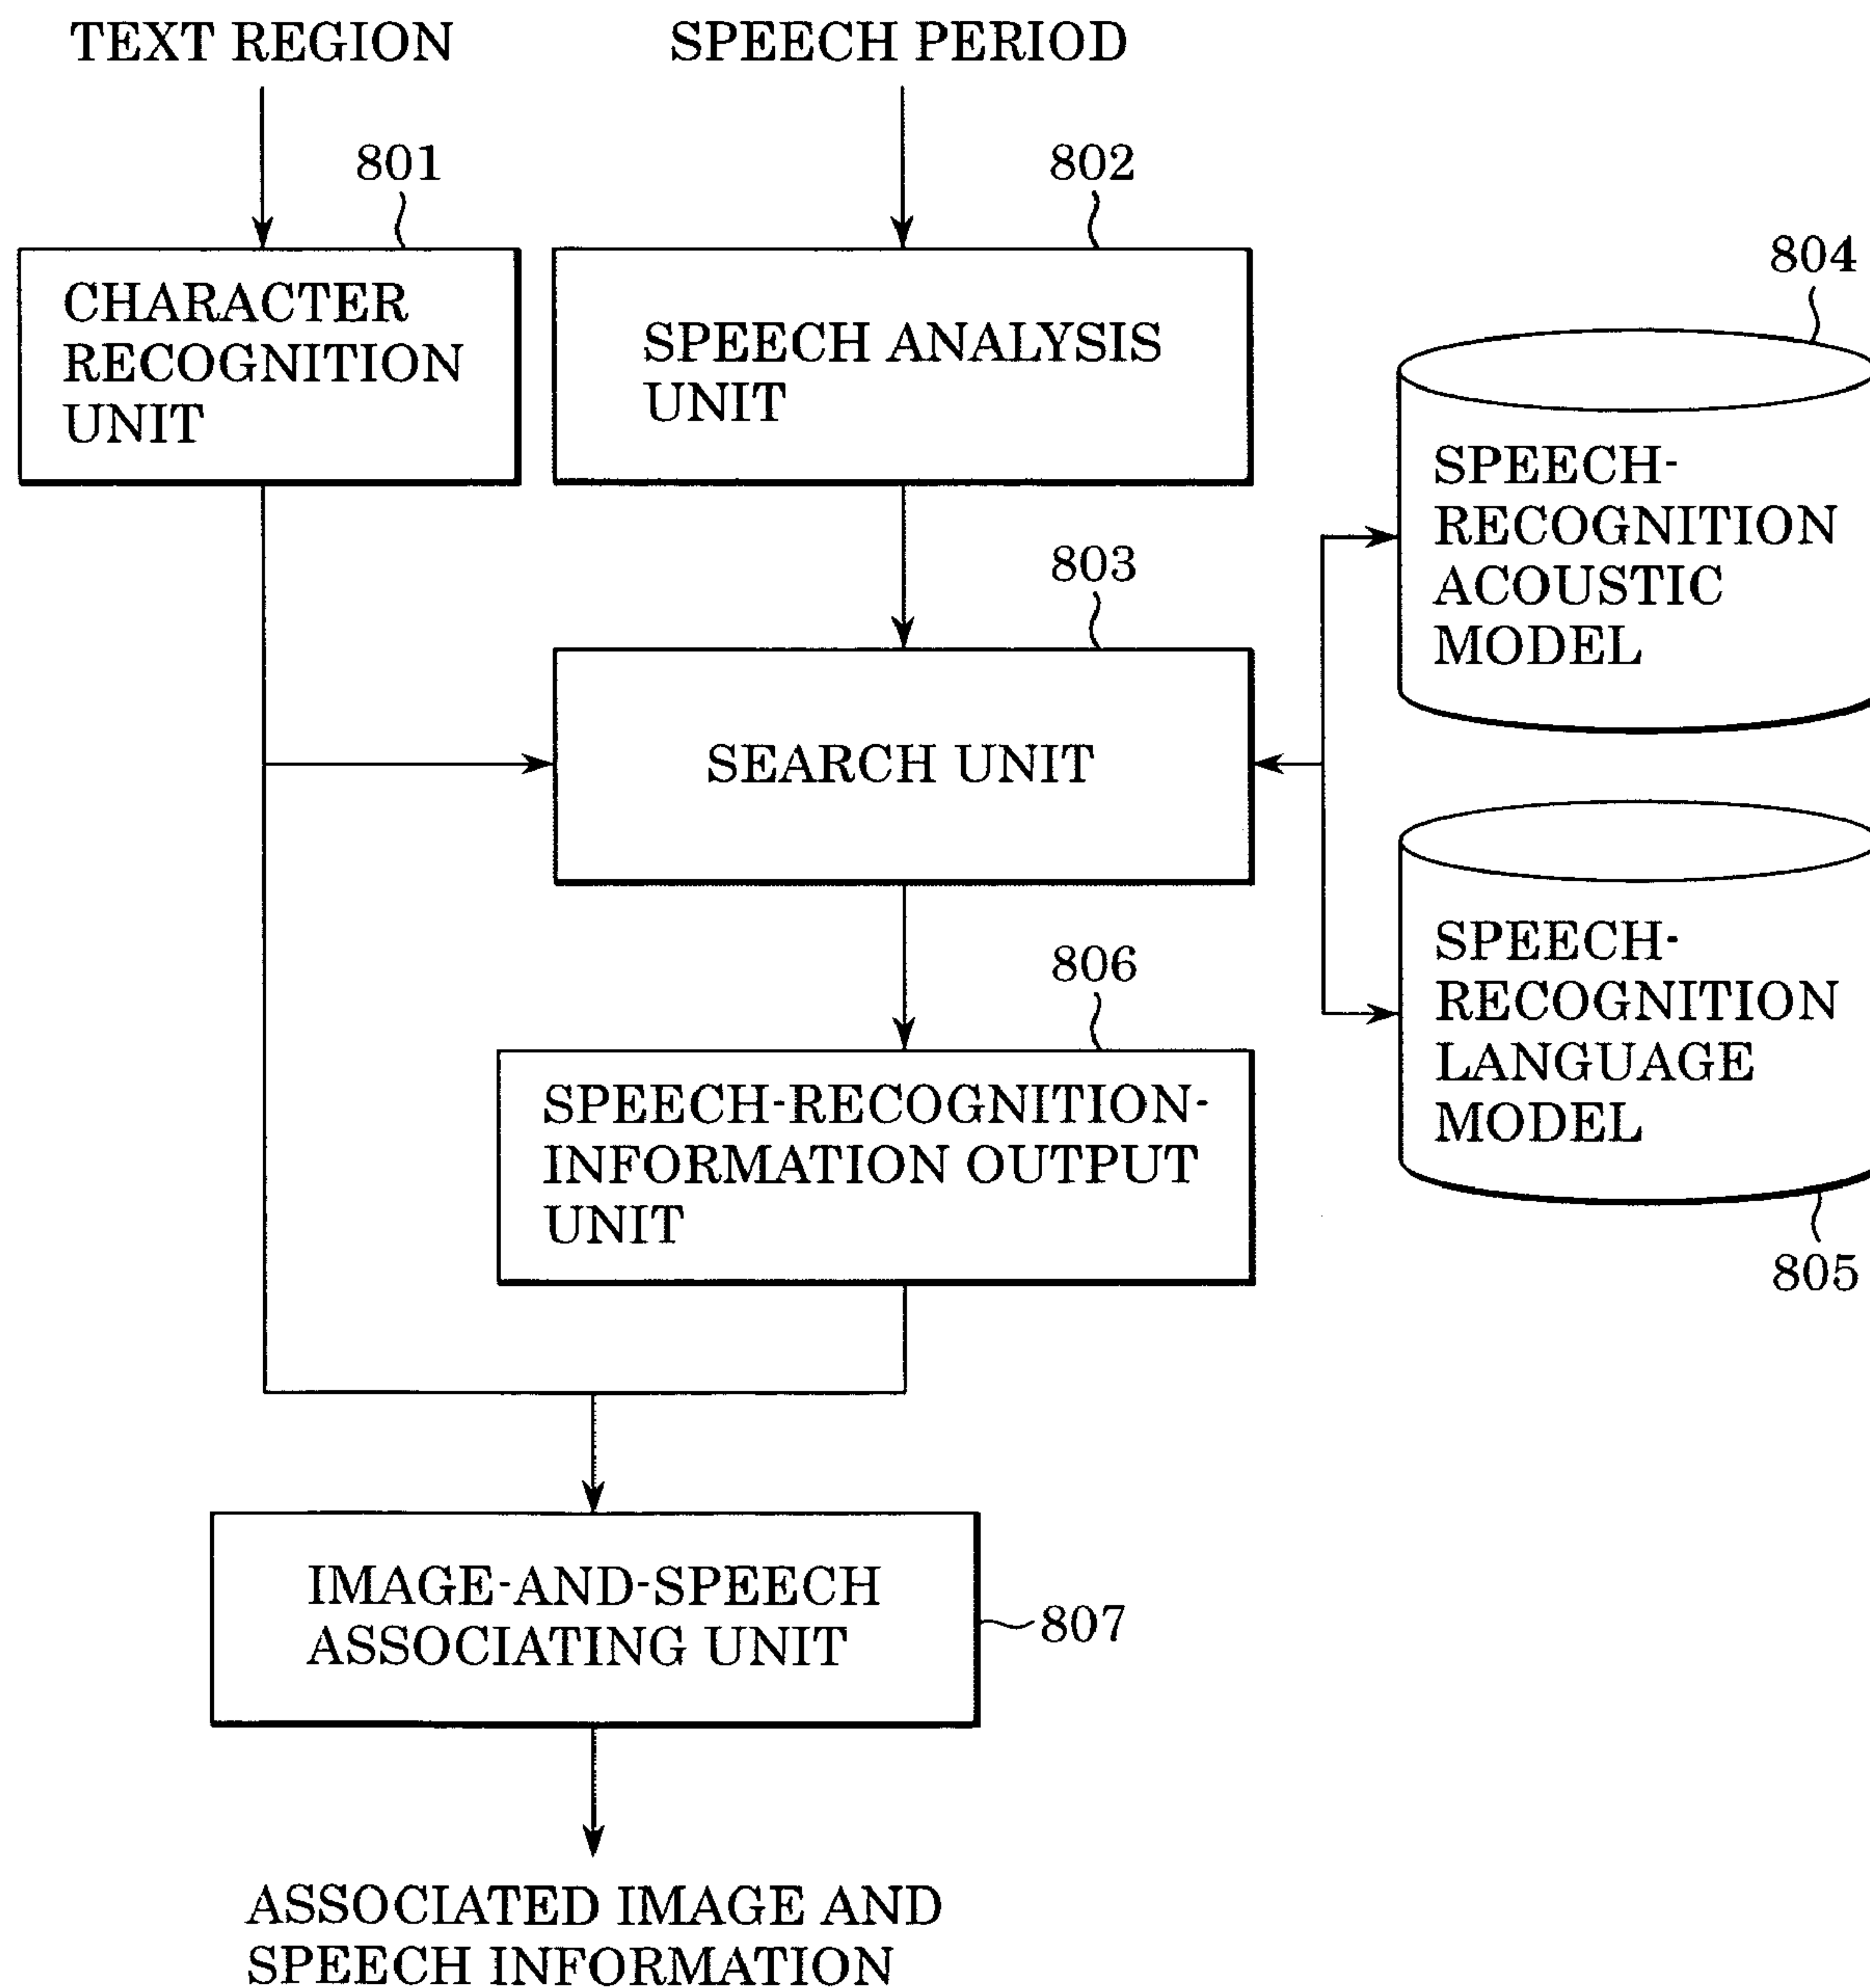 TEXT REGION
SPEECH PERIOD
801
802
CHARACTER
RECOGNITION
UNIT
SPEECH ANALYSIS
UNIT
804
SPEECH-
RECOGNITION
ACOUSTIC
MODEL
803
SEARCH UNIT
SPEECH-
RECOGNITION
LANGUAGE
MODEL
805
806
SPEECH-RECOGNITION-
INFORMATION OUTPUT
UNIT
IMAGE-AND-SPEECH
ASSOCIATING UNIT
807
ASSOCIATED IMAGE AND
SPEECH INFORMATION